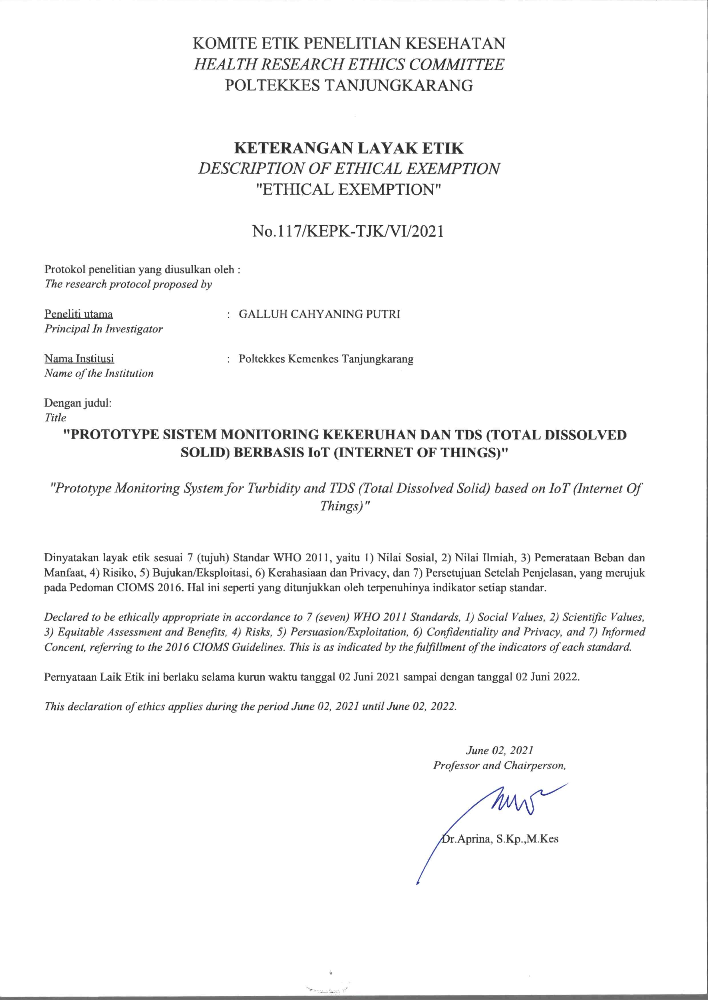 KOMITE ETIK PENELITIAN KESEHATAN
HEALTH RESEARCH ETHICS COMMITTEE
POLTEKKES TANJUNGKARANG
KETERANGAN LAYAK ETIK
DESCRIPTION OF ETHICAL EXEMPTION
"ETHICAL EXEMPTION"
No.117/KEPK-TJK/VI/2021
Protokol penelitian yang diusulkan oleh :
The research protocol proposed by
Peneliti utama : GALLUH CAHYANING PUTRI
Principal In Investigator
Nama Institusi : Poltekkes Kemenkes Tanjungkarang
Name of the Institution
Dengan judul:
Title
"PROTOTYPE SISTEM MONITORING KEKERUHAN DAN TDS (TOTAL DISSOLVED
SOLID) BERBASIS IoT (INTERNET OF THINGS)"
"Prototype Monitoring System for Turbidity and TDS (Total Dissolved Solid) based on IoT (Internet Of
Things)"
Dinyatakan layak etik sesuai 7 (tujuh) Standar WHO 2011, yaitu 1) Nilai Sosial, 2) Nilai Ilmiah, 3) Pemerataan Beban dan
Manfaat, 4) Risiko, 5) Bujukan/Eksploitasi, 6) Kerahasiaan dan Privacy, dan 7) Persetujuan Setelah Penjelasan, yang merujuk
pada Pedoman CIOMS 2016. Hal ini seperti yang ditunjukkan oleh terpenuhinya indikator setiap standar.
Declared to be ethically appropriate in accordance to 7 (seven) WHO 2011 Standards, 1) Social Values, 2) Scientific Values,
3) Equitable Assessment and Benefits, 4) Risks, 5) Persuasion/Exploitation, 6) Confidentiality and Privacy, and 7) Informed
Concent, referring to the 2016 CIOMS Guidelines. This is as indicated by the fulfillment of the indicators of each standard.
Pernyataan Laik Etik ini berlaku selama kurun waktu tanggal 02 Juni 2021 sampai dengan tanggal 02 Juni 2022.
This declaration of ethics applies during the period June 02, 2021 until June 02, 2022.
June 02, 2021
Professor and Chairperson,
Dr.Aprina, S.Kp.,M.Kes